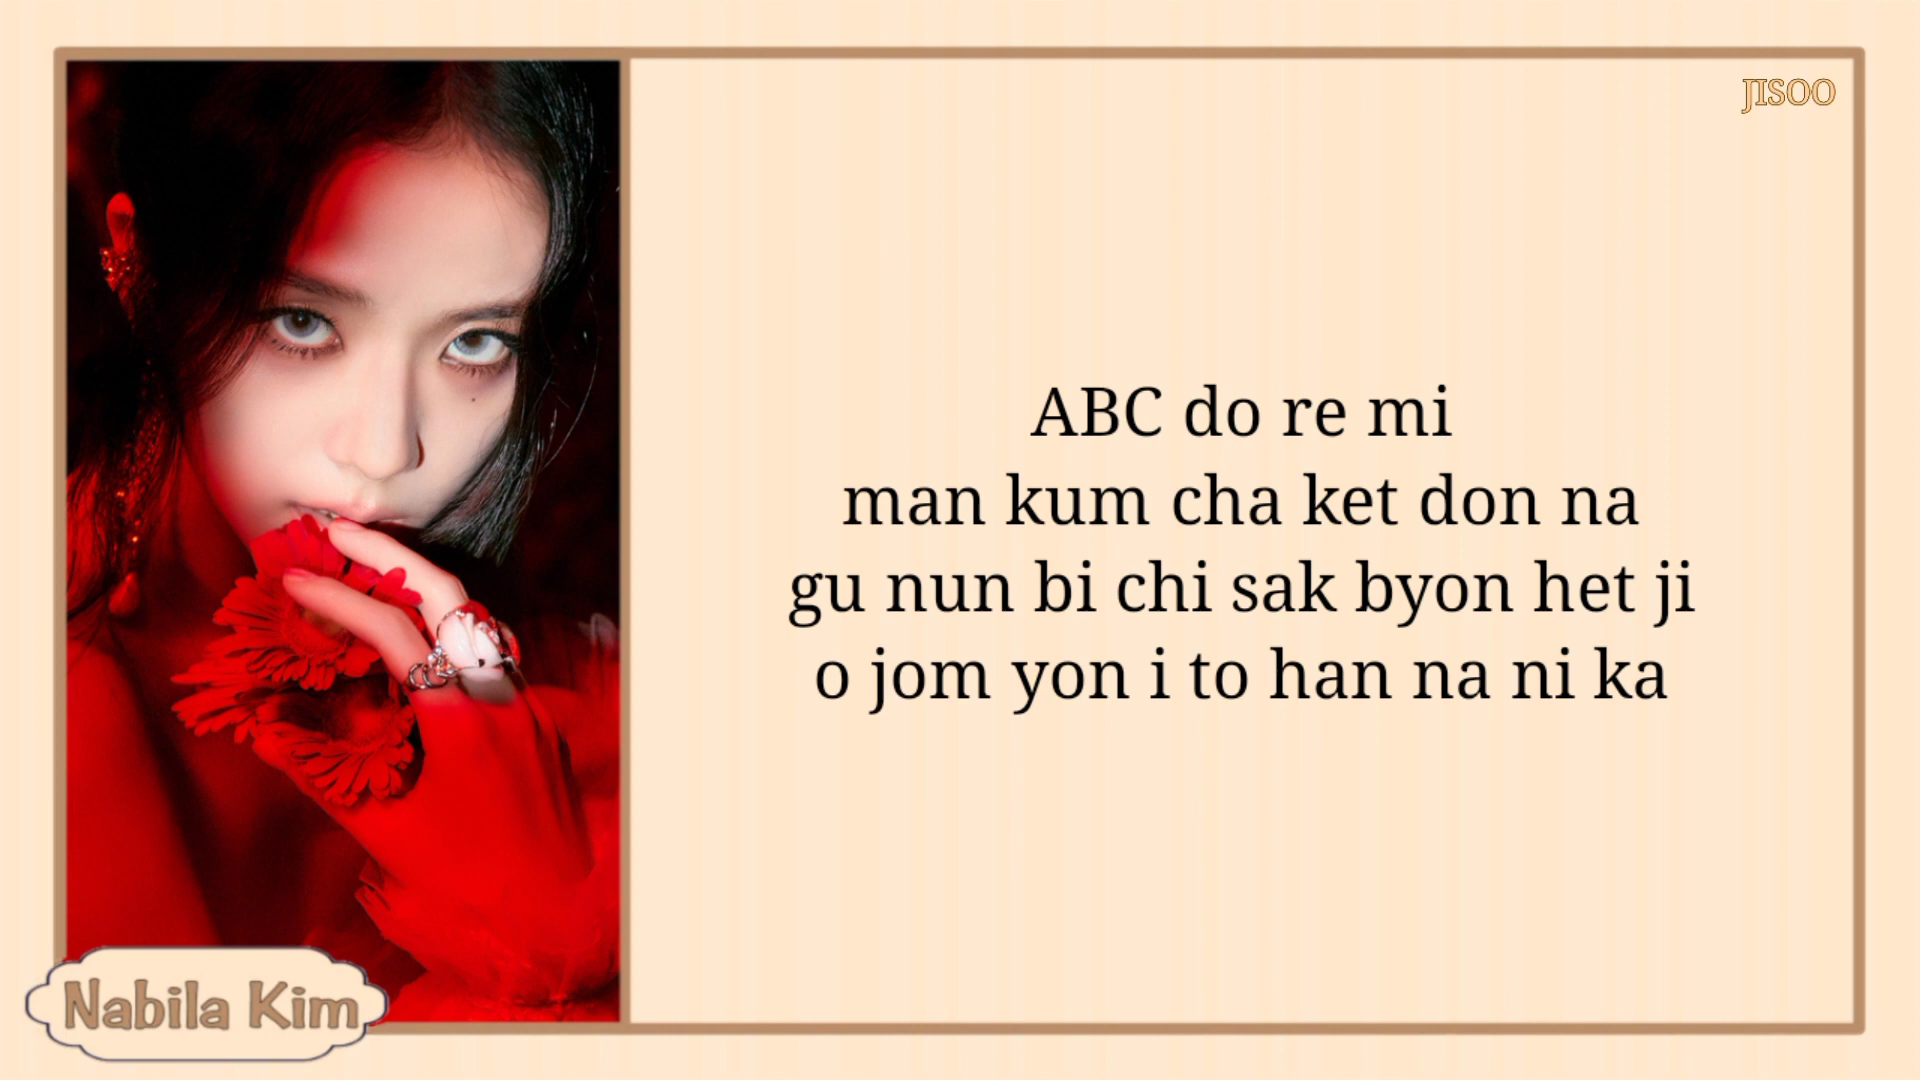 JISOO
ABC do re mi
man kum cha ket don na
gu nun bi chi sak byon het ji
o jom yon i to han na ni ka
Nabila Kim